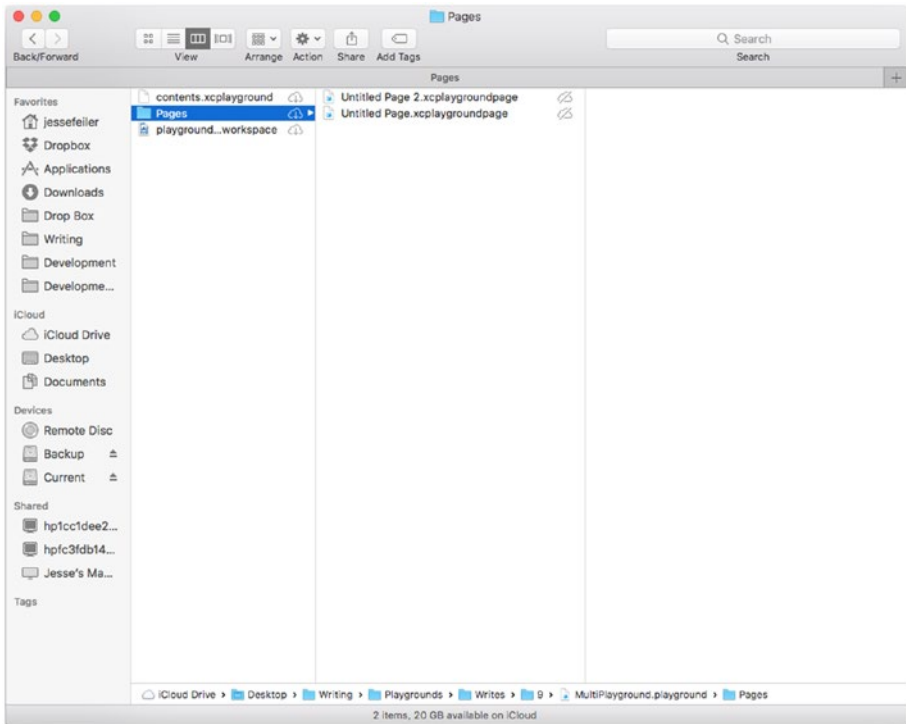 Pages
Back/Forward
View
Arrange
Action
Share
Add Tags
Search
Search
Pages
Favorites
jessefeiler
Dropbox
Applications
Downloads
Drop Box
Writing
Development
Developme...
iCloud
iCloud Drive
Desktop
Documents
Devices
Remote Disc
Backup
Current
Shared
hp1cc1dee2...
hpfc3fdb14...
Jesse's Ma...
Tags
contents.xcplayground
Pages
playground...workspace
Untitled Page 2.xcplaygroundpage
Untitled Page.xcplaygroundpage
iCloud Drive › Desktop › Writing › Playgrounds › Writes › 9 › MultiPlayground.playground › Pages
2 items, 20 GB available on iCloud